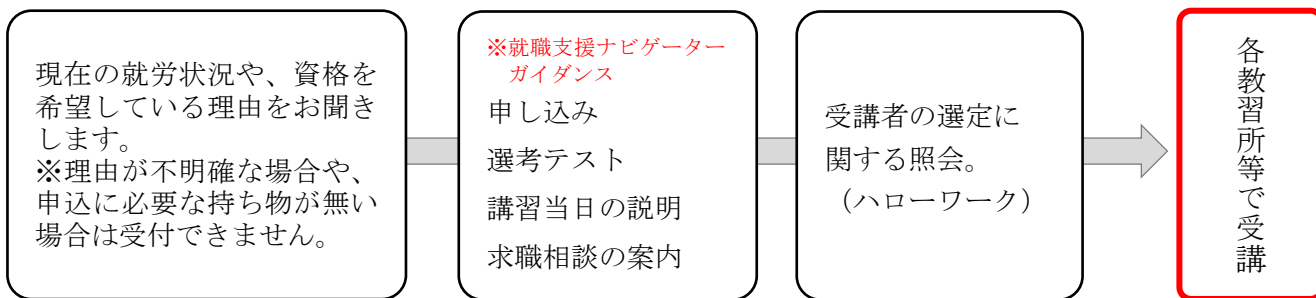 現在の就労状況や、資格を
希望している理由をお聞き
します。
※理由が不明確な場合や、
申込に必要な持ち物が無い
場合は受付できません。
※就職支援ナビゲーター
ガイダンス
申し込み
選考テスト
講習当日の説明
求職相談の案内
受講者の選定に
関する照会。
（ハローワーク）
各教習所等で受講